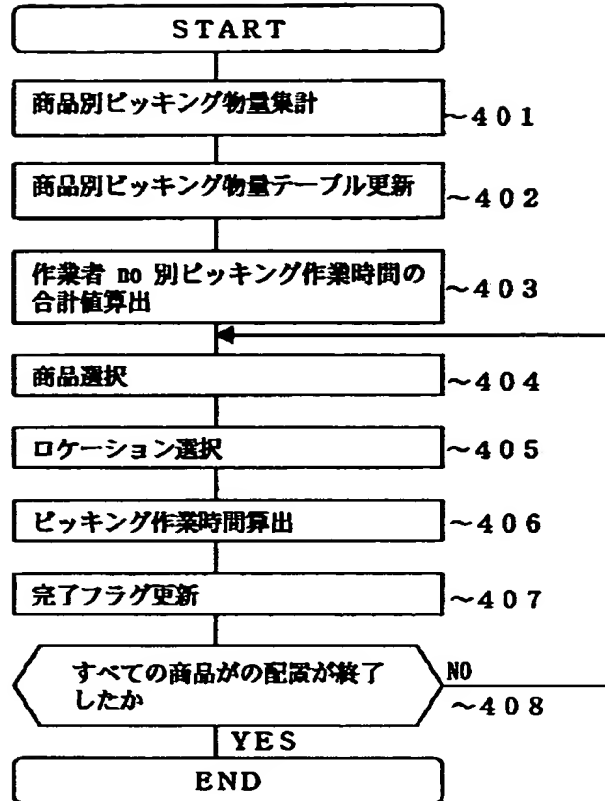 START
商品別ピッキング物量集計
～401
商品別ピッキング物量テーブル更新
～402
作業者 no 別ピッキング作業時間の
合計値算出
～403
商品選択
～404
ロケーション選択
～405
ピッキング作業時間算出
～406
完了フラグ更新
～407
すべての商品がの配置が終了
したか
NO
～408
YES
END